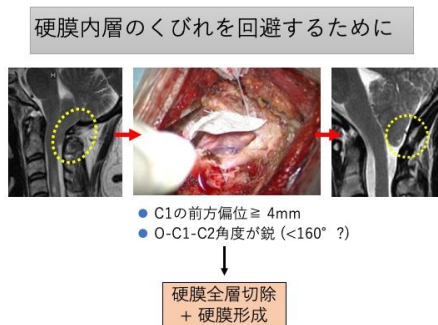 硬膜内層のくびれを回避するために
H
● C1の前方偏位≧ 4mm
● O-C1-C2角度が鋭 (<160°?)
硬膜全層切除
+ 硬膜形成